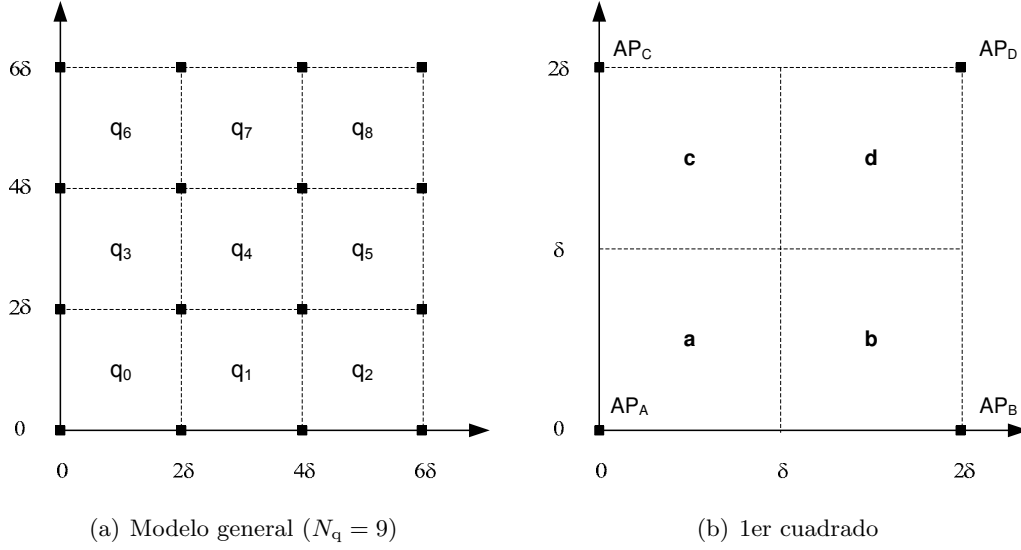 6δ
q6 q7 q8
4δ
q3 q4 q5
2δ
q0 q1 q2
0
0 2δ 4δ 6δ
(a) Modelo general (Nq = 9)
APC APD
2δ
c d
δ
a b
APA APB
0
0 δ 2δ
(b) 1er cuadrado